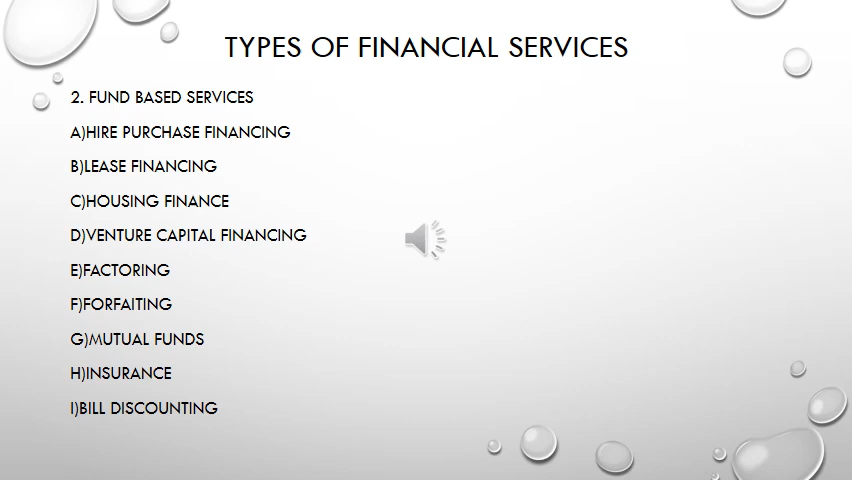 TYPES OF FINANCIAL SERVICES
2. FUND BASED SERVICES
A)HIRE PURCHASE FINANCING
B)LEASE FINANCING
C)HOUSING FINANCE
D)VENTURE CAPITAL FINANCING
E)FACTORING
F)FORFAITING
G)MUTUAL FUNDS
H)INSURANCE
I)BILL DISCOUNTING